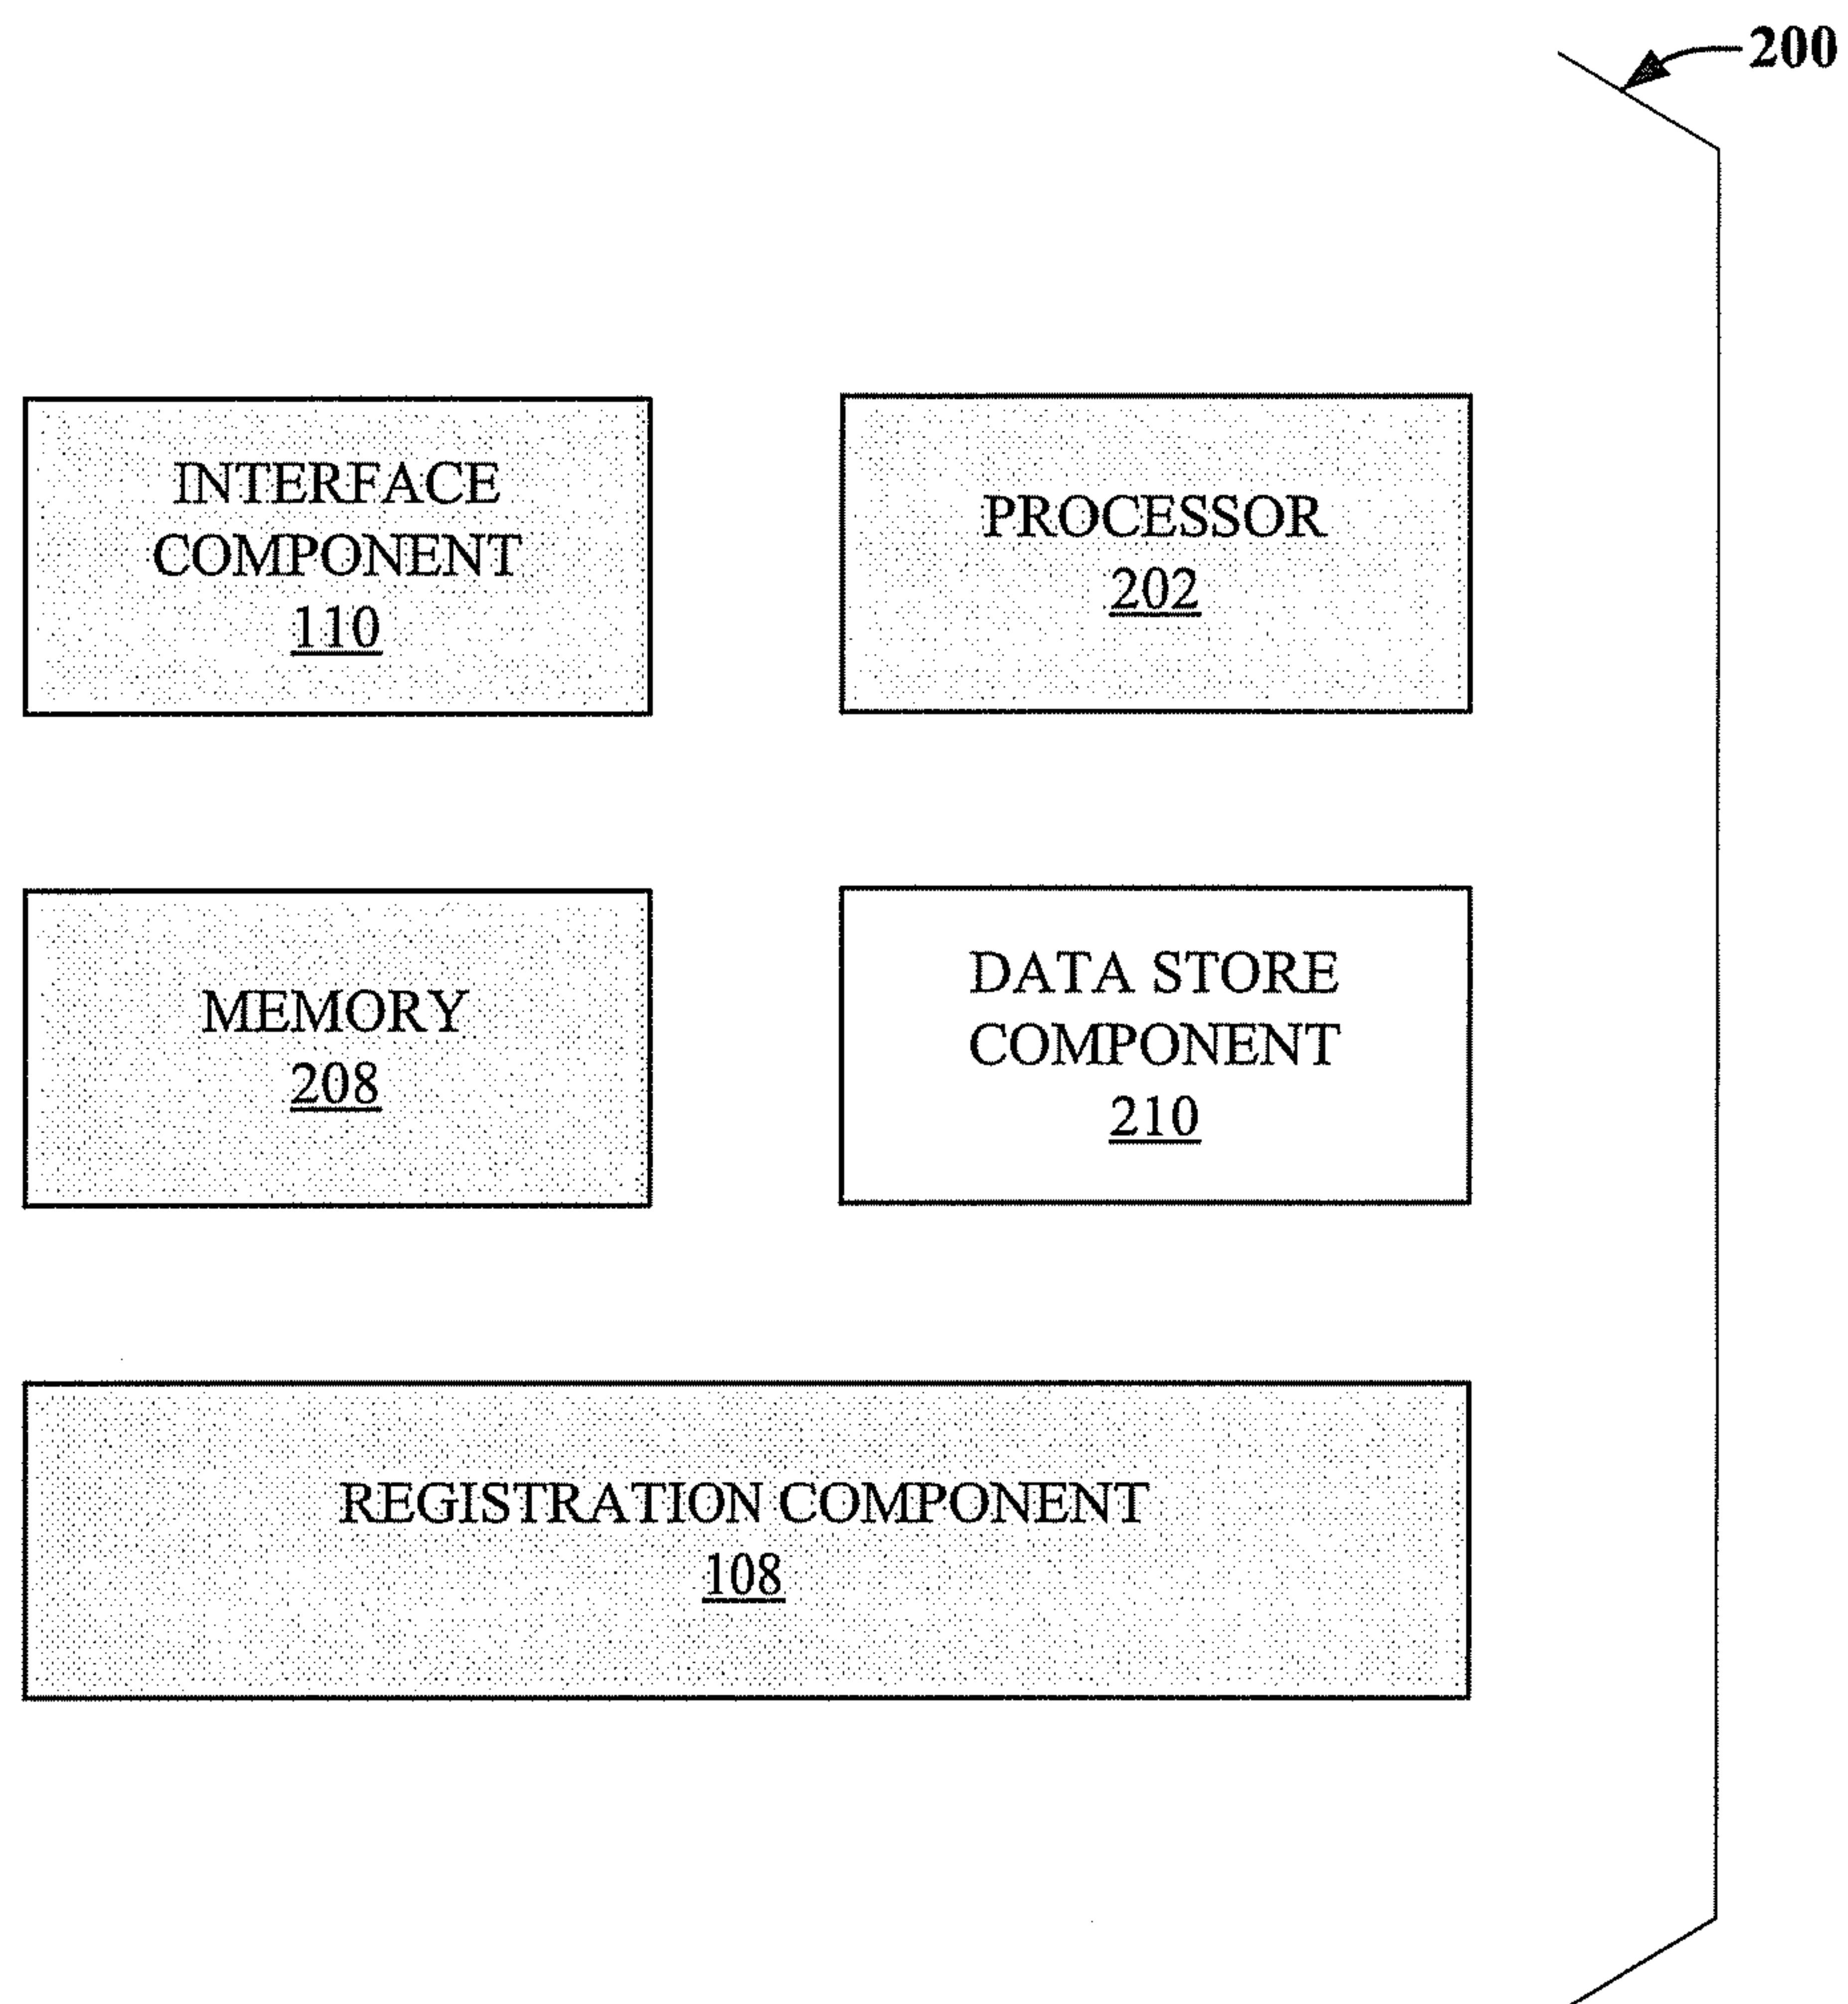 200
INTERFACE
COMPONENT
110
PROCESSOR
202
MEMORY
208
DATA STORE
COMPONENT
210
REGISTRATION COMPONENT
108